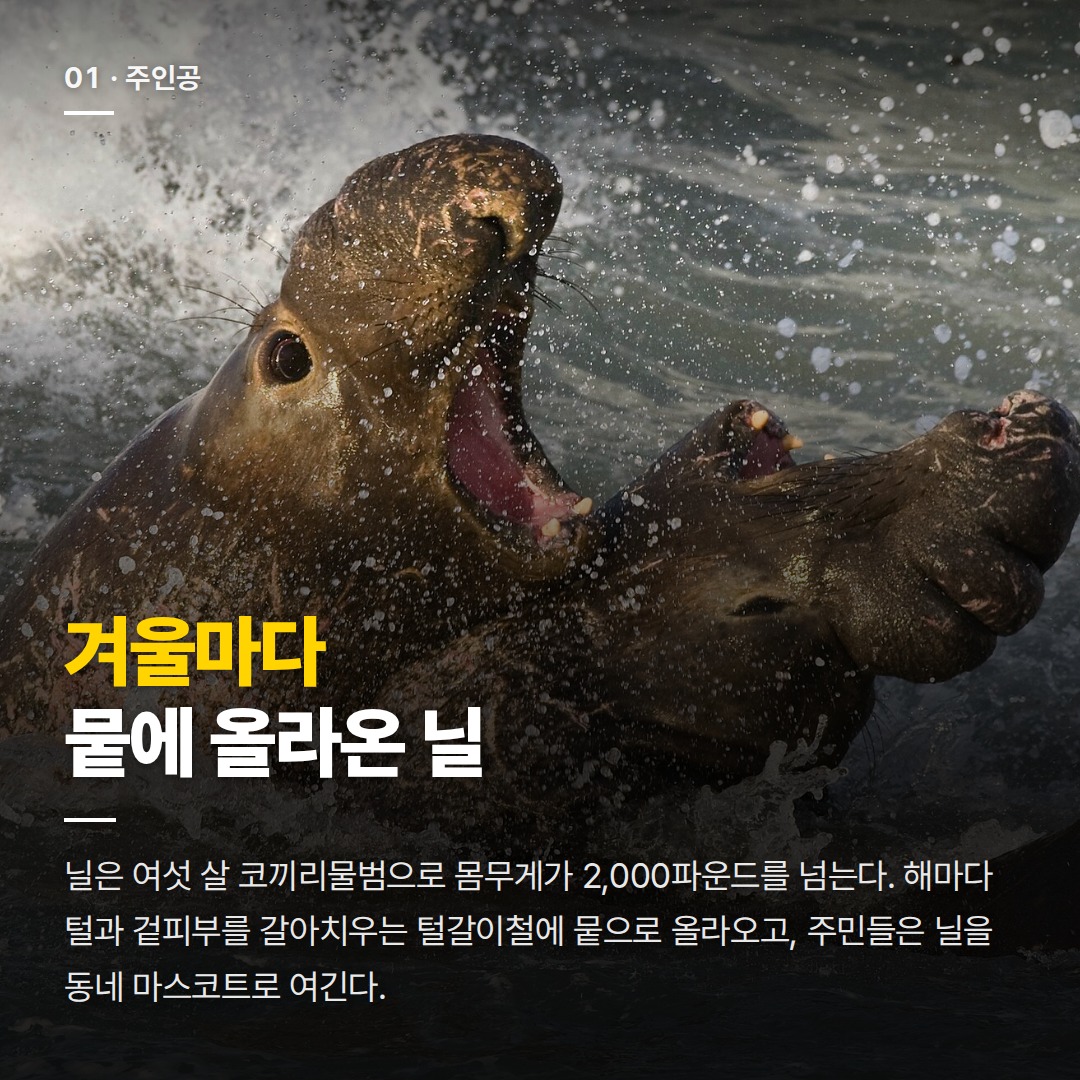 01 · 주인공
겨울마다
뭍에 올라온 닐
닐은 여섯 살 코끼리물범으로 몸무게가 2,000파운드를 넘는다. 해마다
털과 겉피부를 갈아치우는 털갈이철에 뭍으로 올라오고, 주민들은 닐을
동네 마스코트로 여긴다.